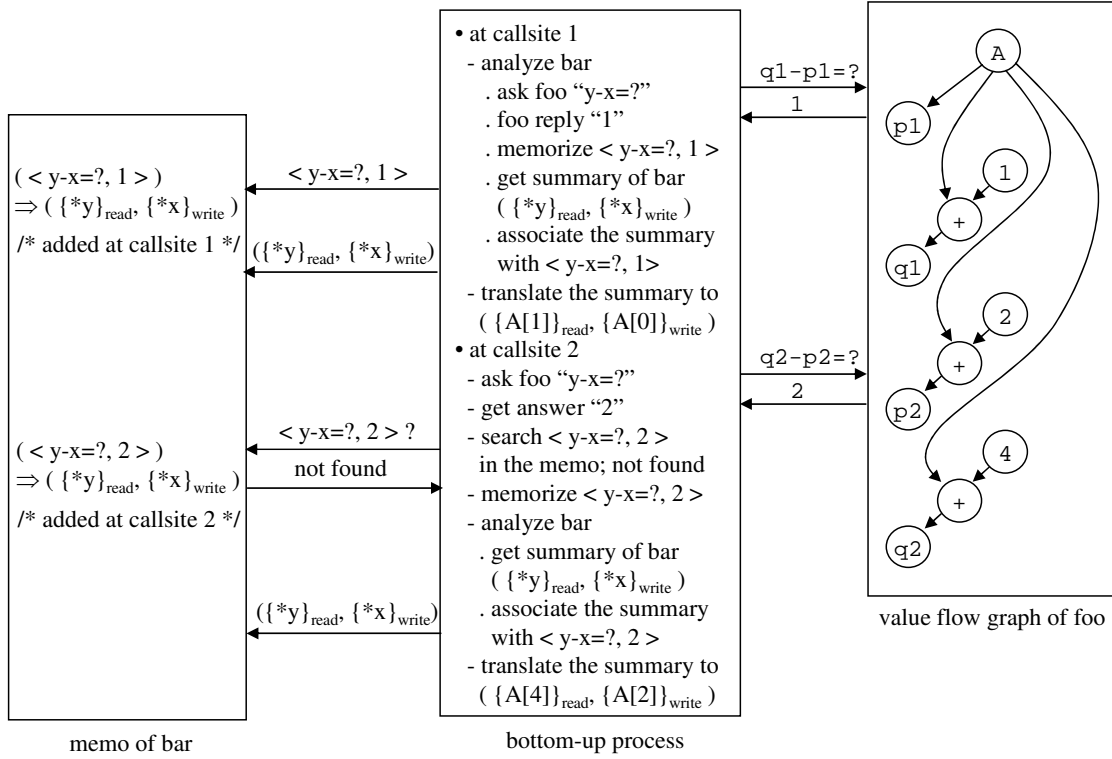 ( < y-x=?, 1 > )
⇒ ( {*y}read, {*x}write )
/* added at callsite 1 */
( < y-x=?, 2 > )
⇒ ( {*y}read, {*x}write )
/* added at callsite 2 */
memo of bar
< y-x=?, 1 >
({*y}read, {*x}write)
< y-x=?, 2 > ?
not found
({*y}read, {*x}write)
• at callsite 1
- analyze bar
. ask foo “y-x=?”
. foo reply “1”
. memorize < y-x=?, 1 >
. get summary of bar
( {*y}read, {*x}write )
. associate the summary
with < y-x=?, 1>
- translate the summary to
( {A[1]}read, {A[0]}write )
• at callsite 2
- ask foo “y-x=?”
- get answer “2”
- search < y-x=?, 2 >
in the memo; not found
- memorize < y-x=?, 2 >
- analyze bar
. get summary of bar
( {*y}read, {*x}write )
. associate the summary
with < y-x=?, 2 >
- translate the summary to
( {A[4]}read, {A[2]}write )
bottom-up process
q1-p1=?
1
q2-p2=?
2
A
p1
1
+
q1
2
+
p2
4
+
q2
value flow graph of foo